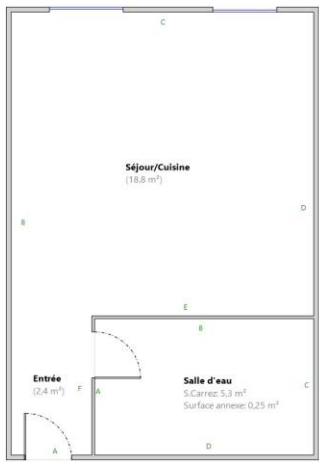 C
Séjour/Cuisine
(18,8 m²)
B
D
E
B
Entrée
(2,4 m²)
F
A
Salle d'eau
S.Carrez: 5,3 m²
Surface annexe: 0,25 m²
C
A
D